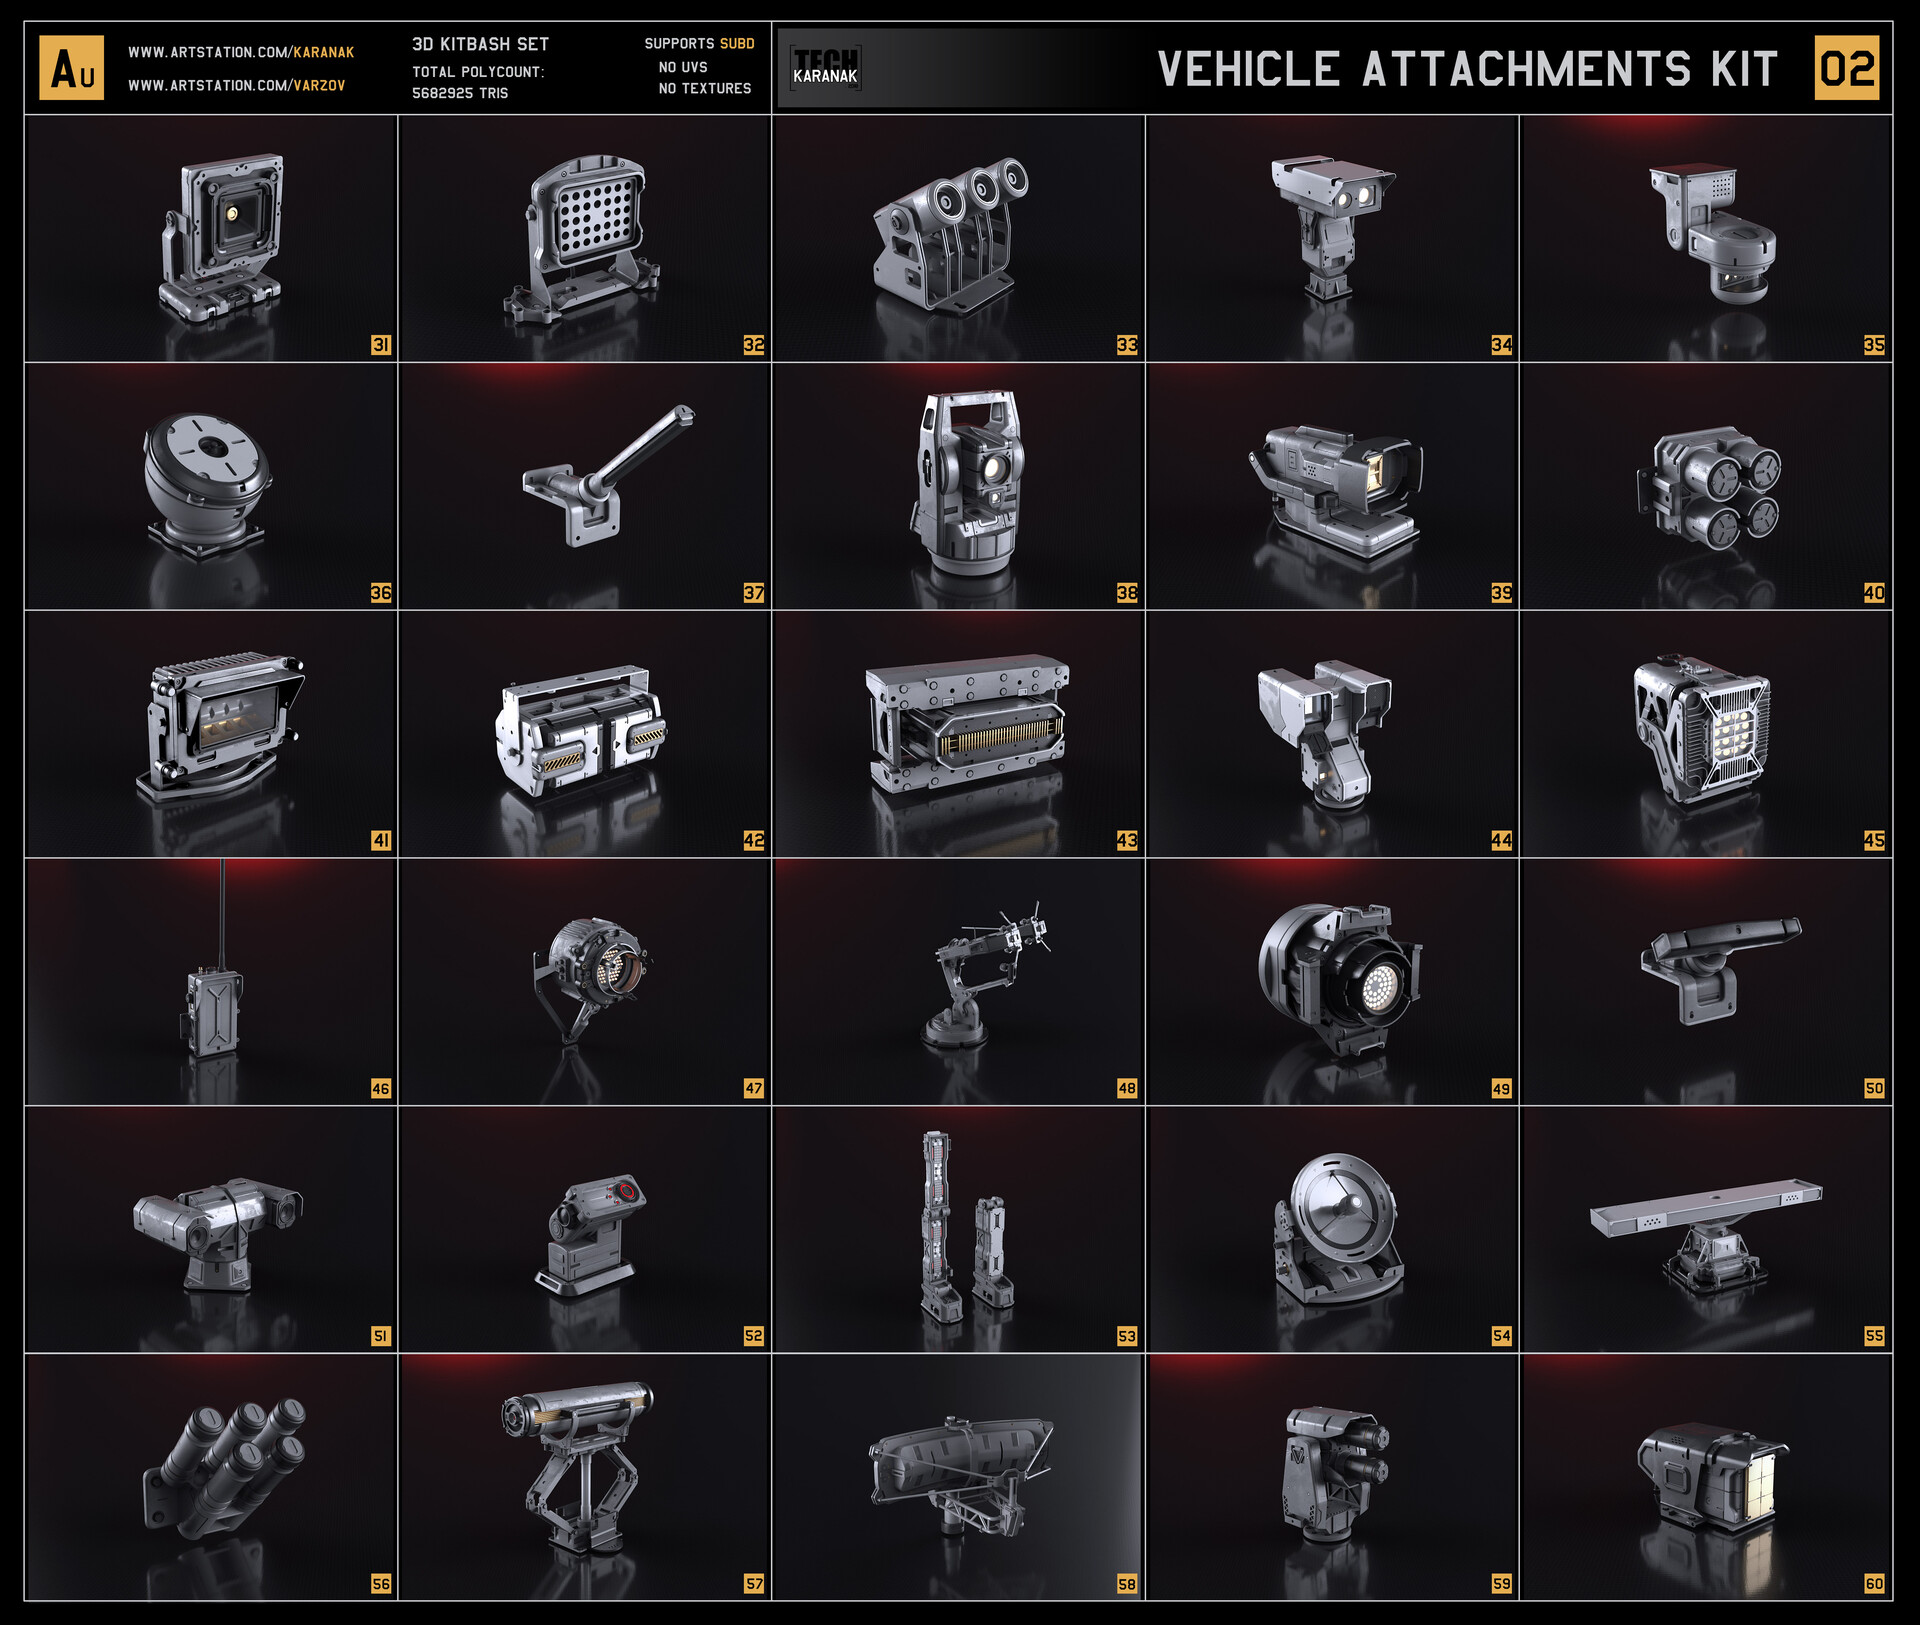 AU
WWW.ARTSTATION.COM/KARANAK
WWW.ARTSTATION.COM/VARZOV
3D KITBASH SET
TOTAL POLYCOUNT:
5682925 TRIS
SUPPORTS SUBD
NO UVS
NO TEXTURES
TECH
KARANAK
VEHICLE ATTACHMENTS KIT
02
31
32
33
34
35
36
37
38
39
40
41
42
43
44
45
46
47
48
49
50
51
52
53
54
55
56
57
58
59
60